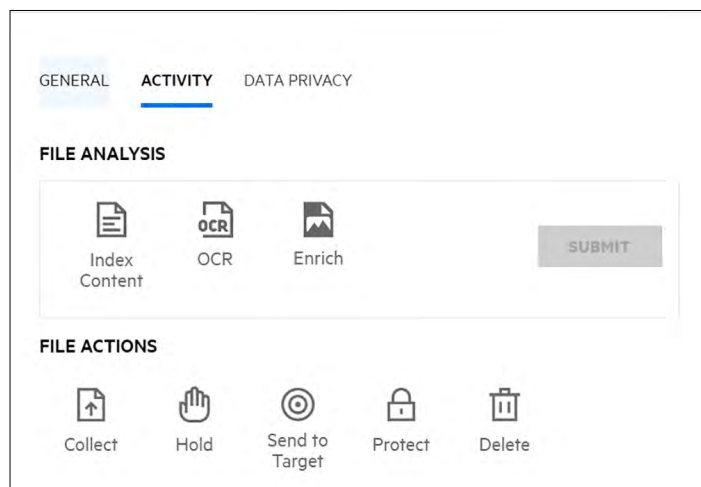 GENERAL ACTIVITY DATA PRIVACY
FILE ANALYSIS
OCR
Index Content
OCR
Enrich
SUBMIT
FILE ACTIONS
Collect
Hold
Send to Target
Protect
Delete